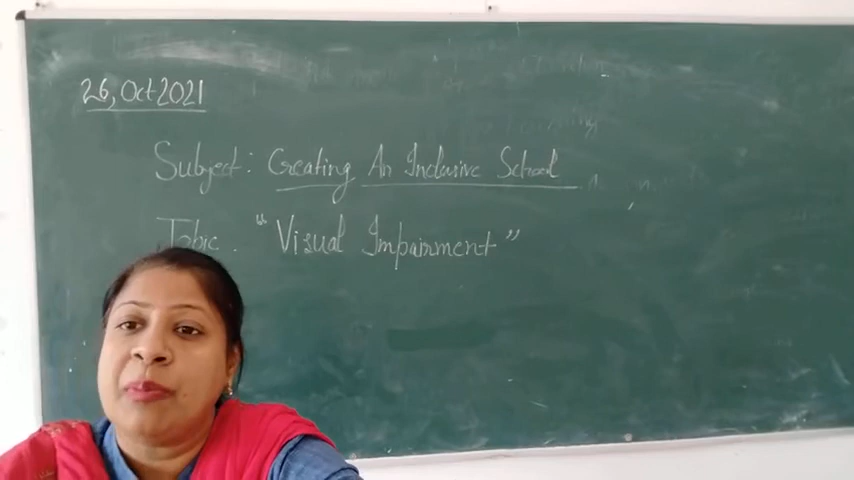 26, Oct 2021
Subject: Creating An Inclusive School
Topic. "Visual Impairment"